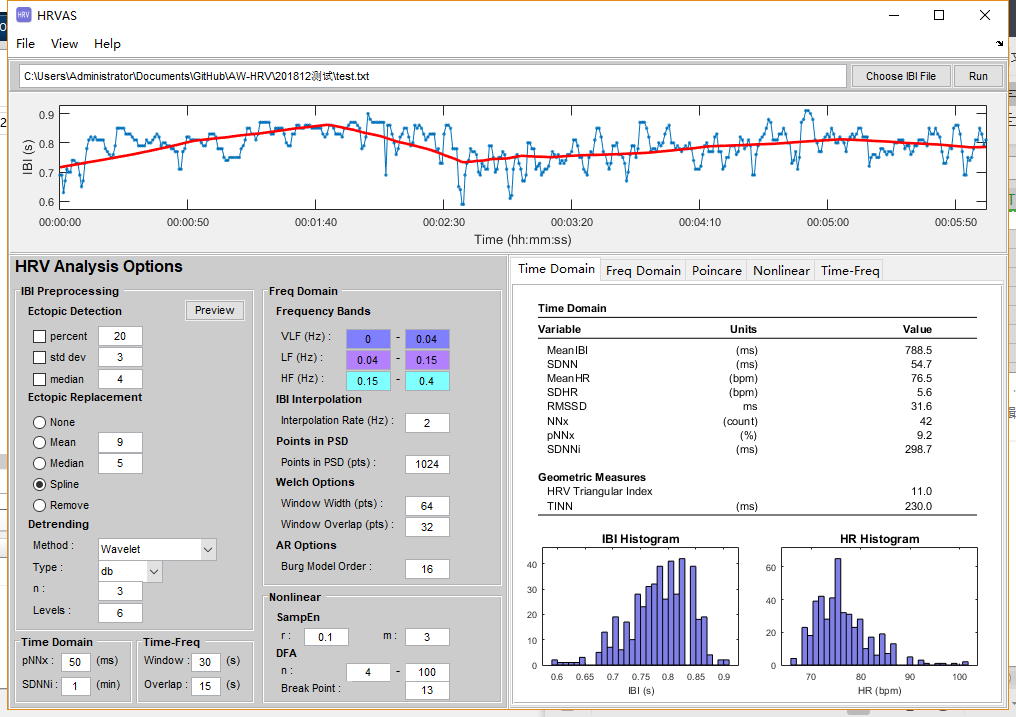 HRV HRVAS
File View Help
C:\Users\Administrator\Documents\GitHub\AW-HRV\201812测试\test.txt Choose IBI File Run
0.9
0.8
0.7
0.6
IBI (s)
00:00:00 00:00:50 00:01:40 00:02:30 00:03:20 00:04:10 00:05:00 00:05:50
Time (hh:mm:ss)
HRV Analysis Options
IBI Preprocessing
Ectopic Detection Preview
percent 20
std dev 3
median 4
Ectopic Replacement
None
Mean 9
Median 5
Spline
Remove
Detrending
Method : Wavelet
Type : db
n : 3
Levels : 6
Time Domain
pNNx : 50 (ms)
SDNNi : 1 (min)
Time-Freq
Window : 30 (s)
Overlap : 15 (s)
Freq Domain
Frequency Bands
VLF (Hz) : 0 - 0.04
LF (Hz) : 0.04 - 0.15
HF (Hz) : 0.15 - 0.4
IBI Interpolation
Interpolation Rate (Hz) : 2
Points in PSD
Points in PSD (pts) : 1024
Welch Options
Window Width (pts) : 64
Window Overlap (pts) : 32
AR Options
Burg Model Order : 16
Nonlinear
SampEn
r : 0.1 m : 3
DFA
n : 4 - 100
Break Point : 13
Time Domain Freq Domain Poincare Nonlinear Time-Freq
Time Domain
Variable Units Value
MeanIBI (ms) 788.5
SDNN (ms) 54.7
MeanHR (bpm) 76.5
SDHR (bpm) 5.6
RMSSD ms 31.6
NNx (count) 42
pNNx (%) 9.2
SDNNi (ms) 298.7
Geometric Measures
HRV Triangular Index 11.0
TINN (ms) 230.0
IBI Histogram
40
30
20
10
0
0.6 0.65 0.7 0.75 0.8 0.85 0.9
IBI (s)
HR Histogram
60
40
20
0
70 80 90 100
HR (bpm)